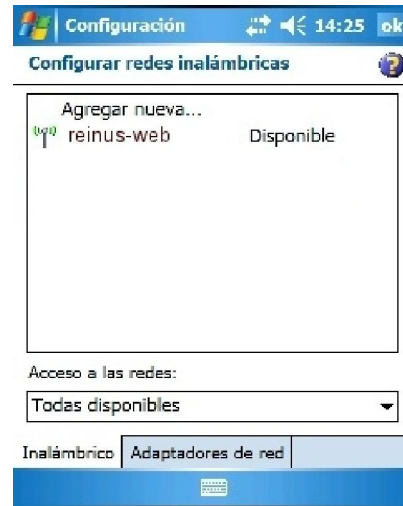 Configuración 14:25 ok
Configurar redes inalámbricas
Agregar nueva...
reinus-web Disponible
Acceso a las redes:
Todas disponibles
Inalámbrico Adaptadores de red